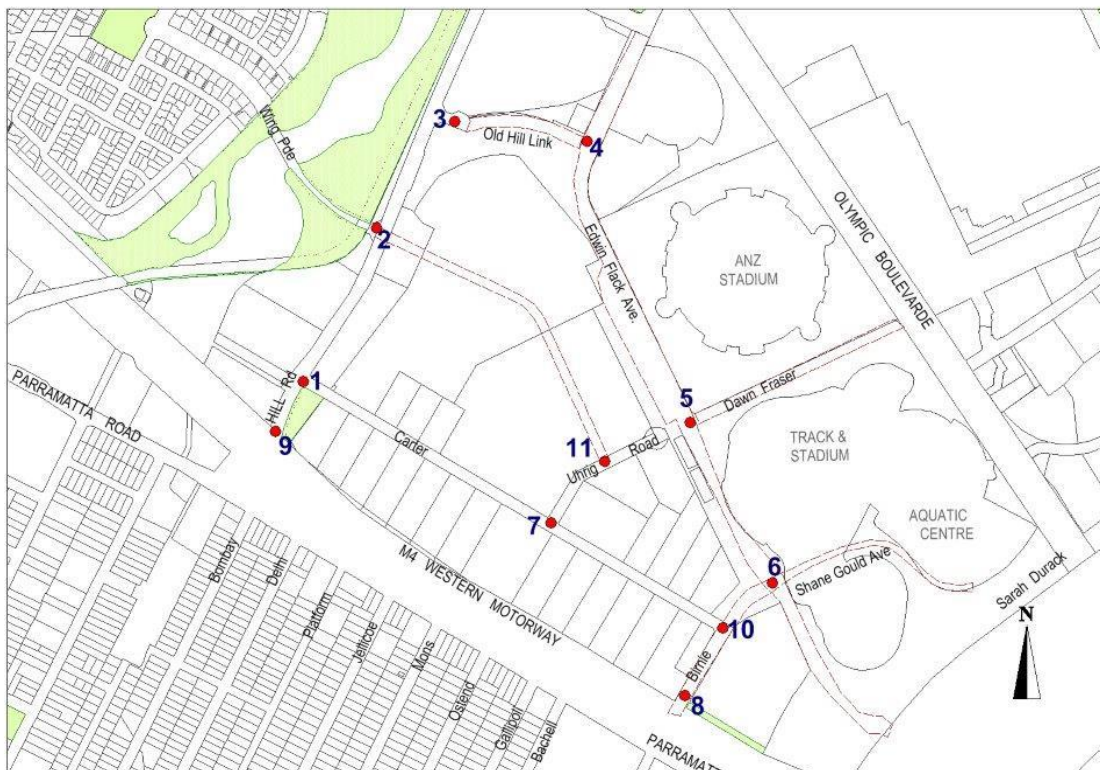 Wing Pde
3
Old Hill Link
4
2
Edwin Flack Ave.
ANZ
STADIUM
OLYMPIC BOULEVARDE
PARRAMATTA ROAD
HILL Rd
1
9
Carter
5
Dawn Fraser
11
Uhrig Road
TRACK &
STADIUM
7
AQUATIC
CENTRE
Bombay
Delhi
Platform
Jellicoe
Mons
Ostend
Gallipoli
Bachell
M4 WESTERN MOTORWAY
6
Shane Gould Ave
Sarah Durack
10
Birnie
8
N
PARRAMATT